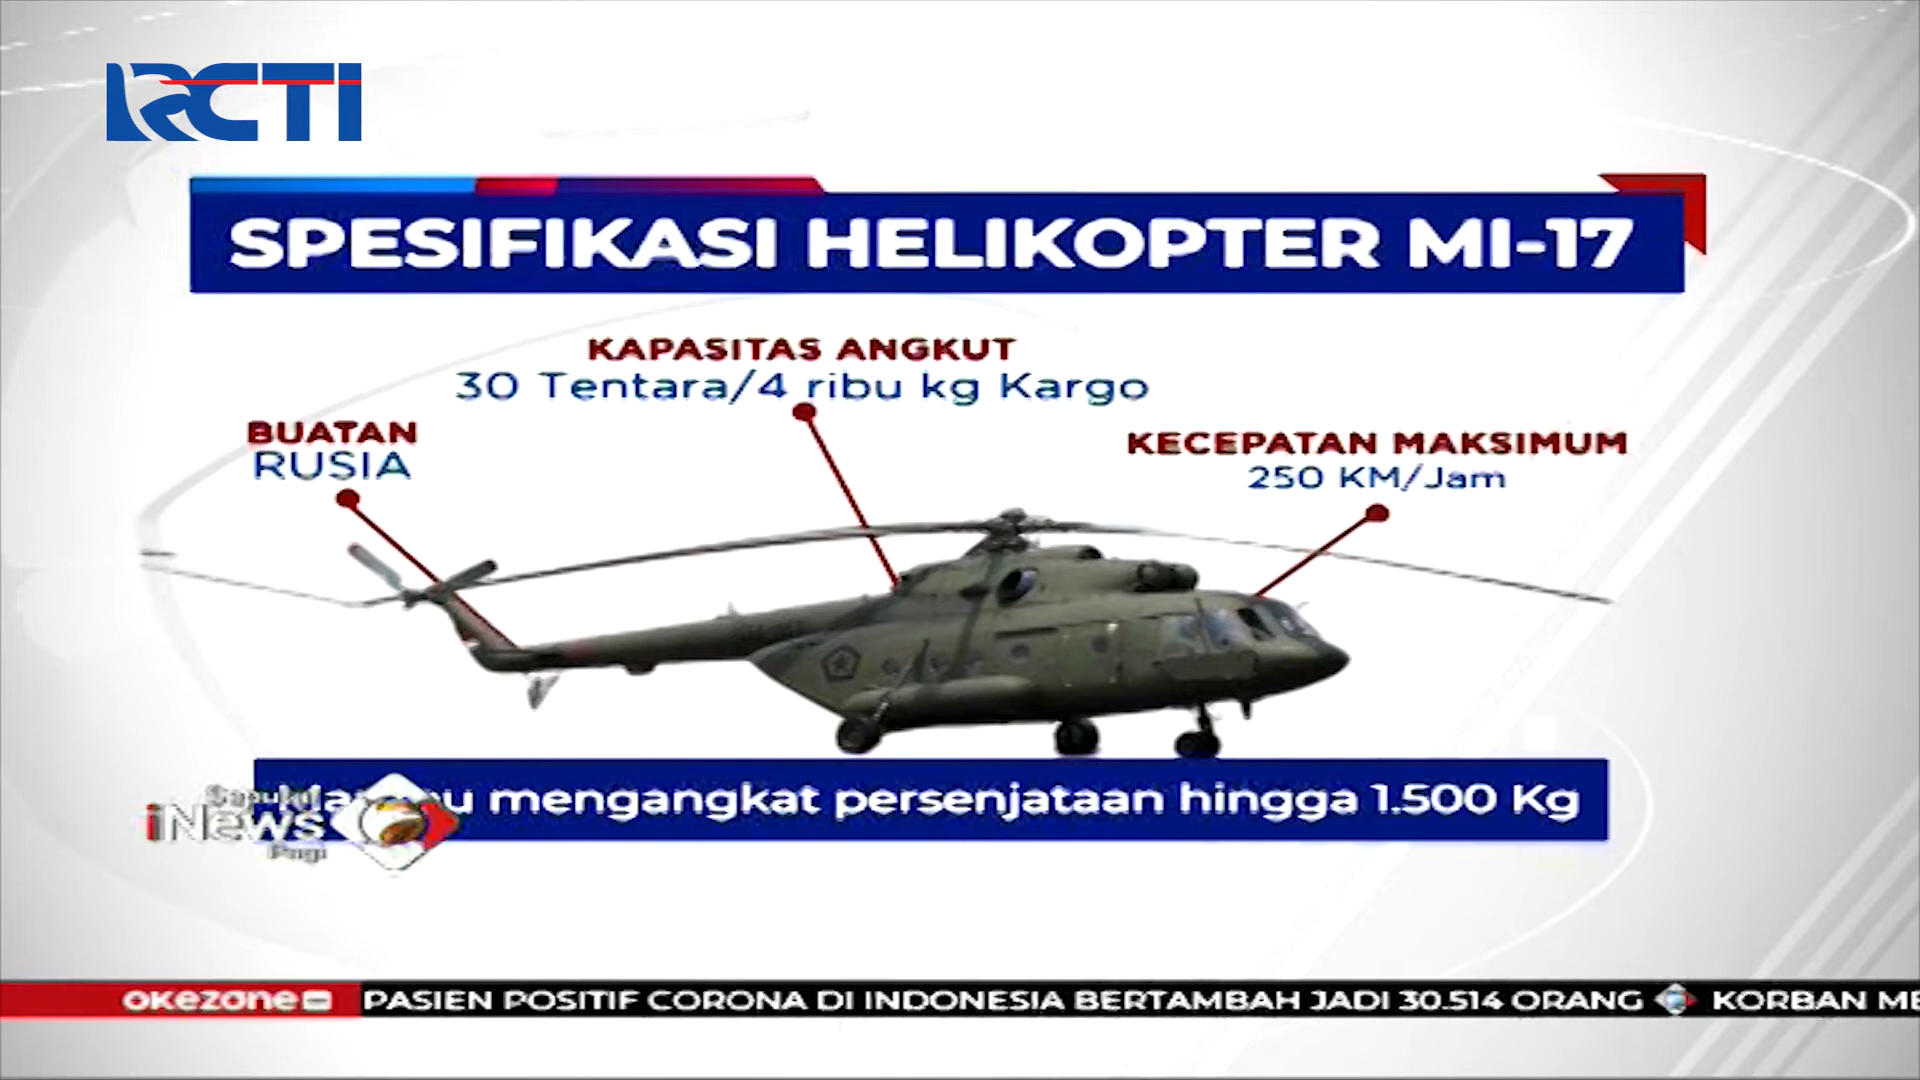 RCTI
SPESIFIKASI HELIKOPTER MI-17
KAPASITAS ANGKUT
30 Tentara/4 ribu kg Kargo
BUATAN
RUSIA
KECEPATAN MAKSIMUM
250 KM/Jam
mengangkat persenjataan hingga 1.500 Kg
Seputar
iNews
Pagi
OKEZONE PASIEN POSITIF CORONA DI INDONESIA BERTAMBAH JADI 30.514 ORANG KORBAN